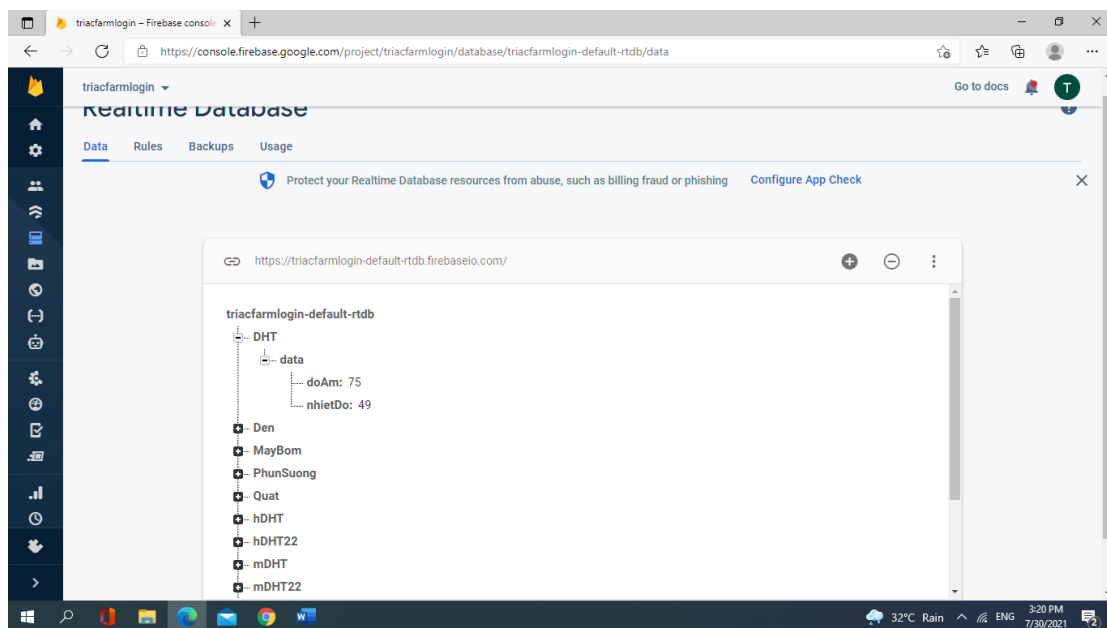 triacfarmlogin – Firebase console
https://console.firebase.google.com/project/triacfarmlogin/database/triacfarmlogin-default-rtdb/data
triacfarmlogin
Go to docs
T
Realtime Database
Data Rules Backups Usage
Protect your Realtime Database resources from abuse, such as billing fraud or phishing Configure App Check
https://triacfarmlogin-default-rtdb.firebaseio.com/
triacfarmlogin-default-rtdb
DHT
data
doAm: 75
nhietDo: 49
Den
MayBom
PhunSuong
Quat
hDHT
hDHT22
mDHT
mDHT22
32°C Rain ENG 3:20 PM
7/30/2021 2